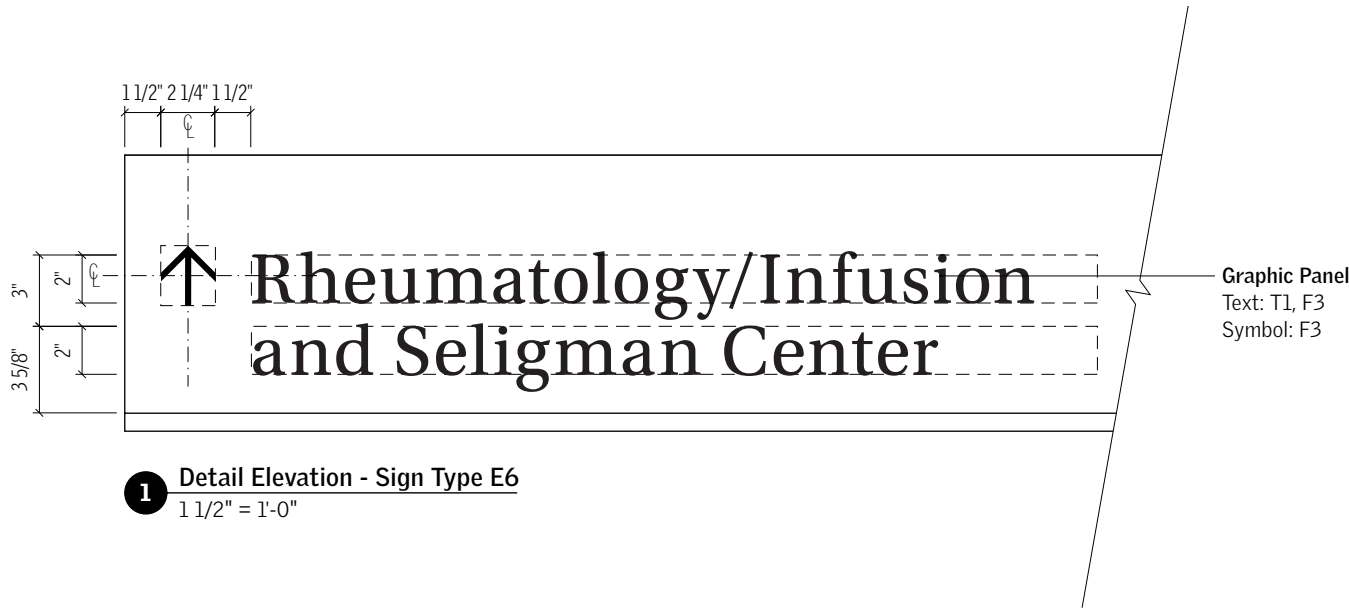 1 1/2" 2 1/4" 1 1/2"
℄
Rheumatology/Infusion
and Seligman Center
3"
2"
℄
3 5/8"
2"
Graphic Panel
Text: T1, F3
Symbol: F3
1
Detail Elevation - Sign Type E6
1 1/2" = 1'-0"